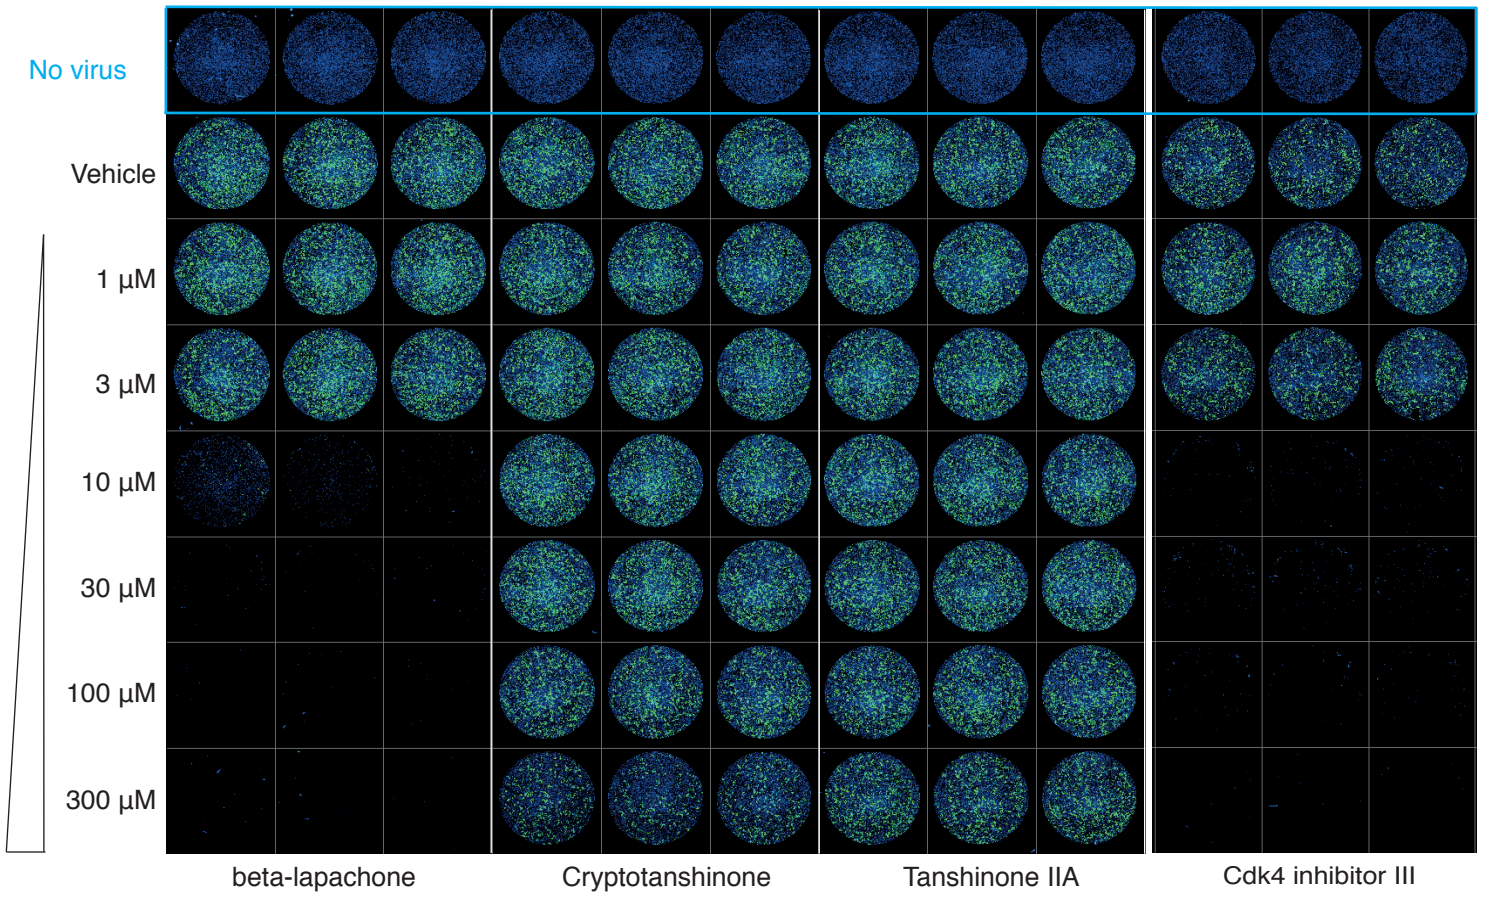 No virus
Vehicle
1 µM
3 µM
10 µM
30 µM
100 µM
300 µM
beta-lapachone
Cryptotanshinone
Tanshinone IIA
Cdk4 inhibitor III